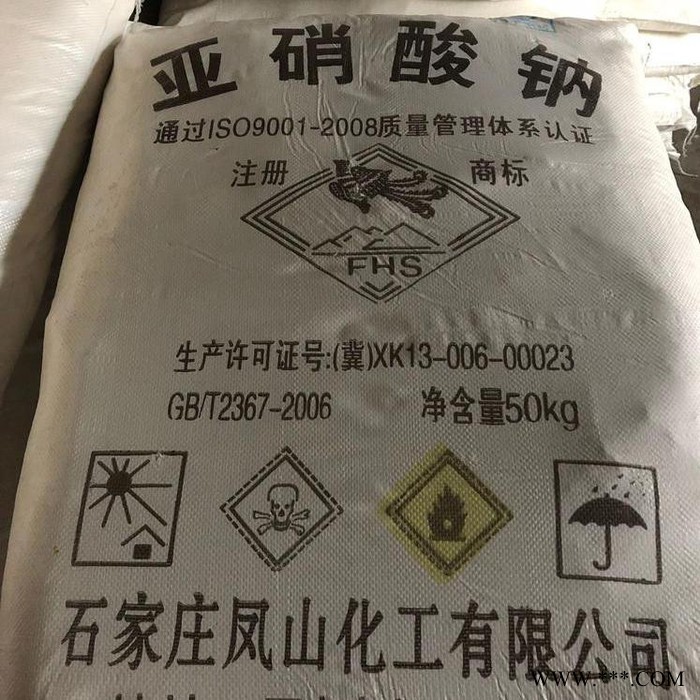 亚硝酸钠
通过ISO9001-2008质量管理体系认证
注册 商标
FHS
生产许可证号:(冀)XK13-006-00023
GB/T2367-2006 净含量50kg
石家庄凤山化工有限公司
WWW.***.COM